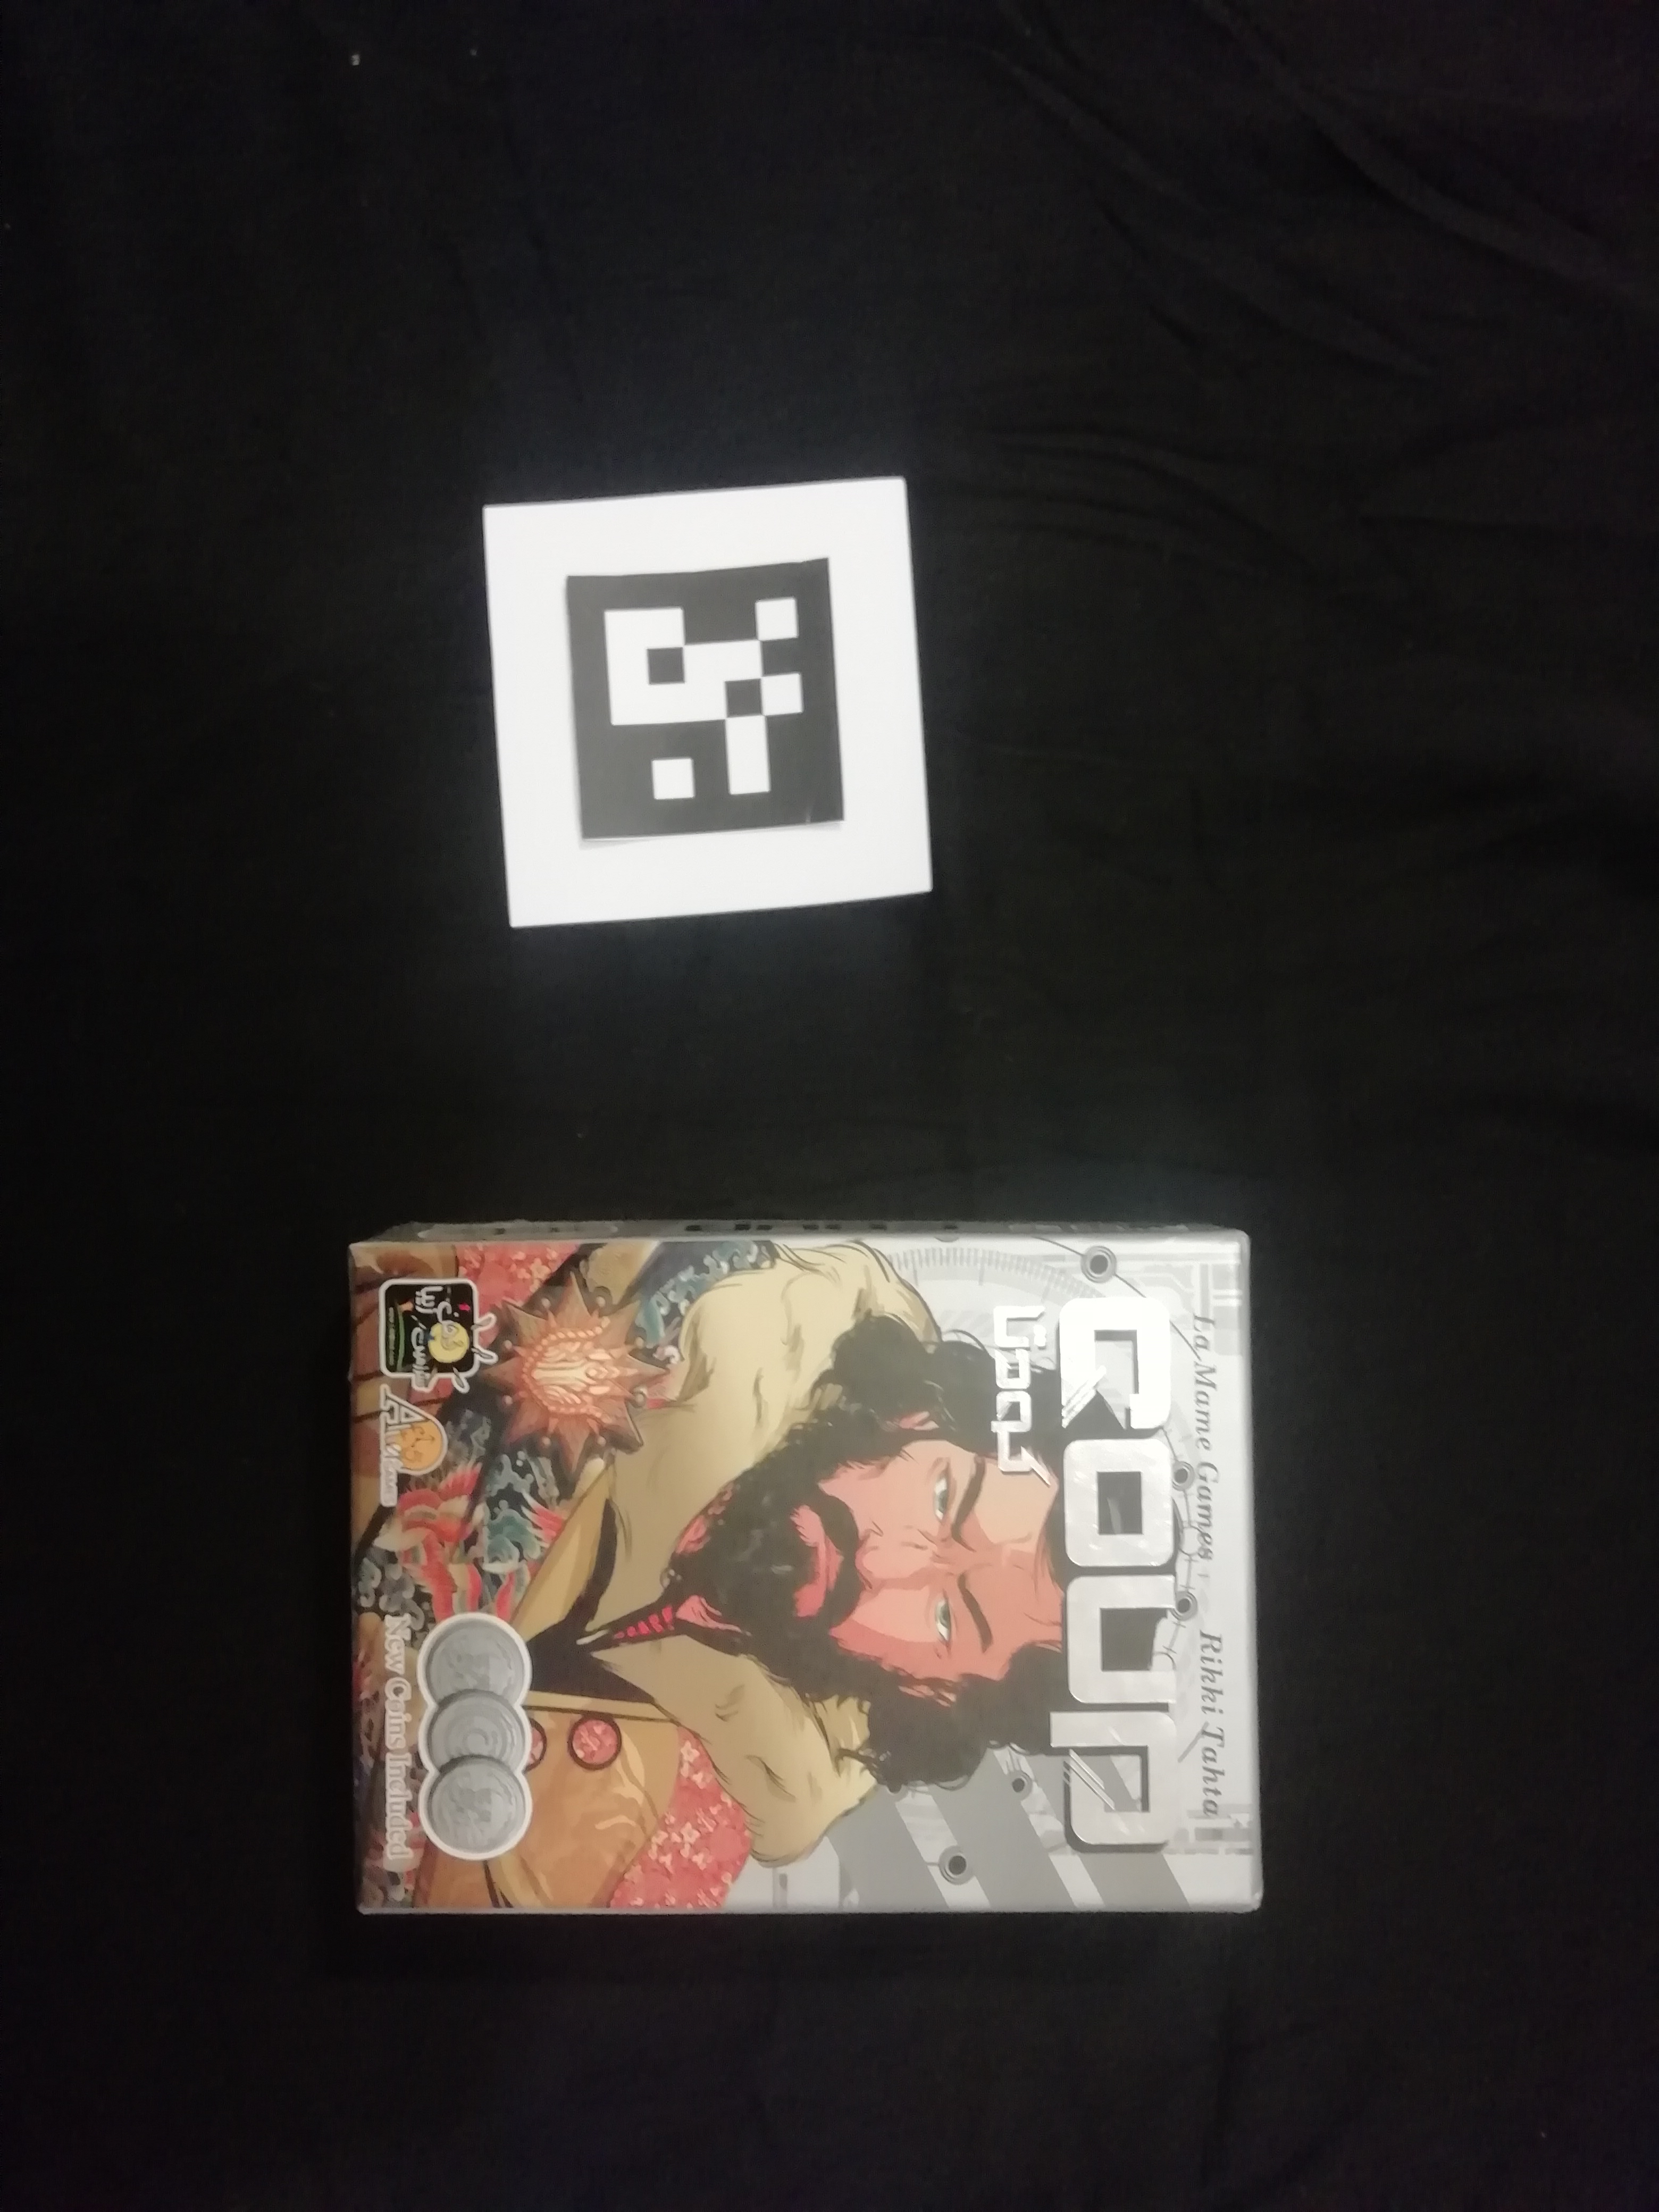 La Mame Games
Rikki Tahta
COUP
کودتا
New Coins Included